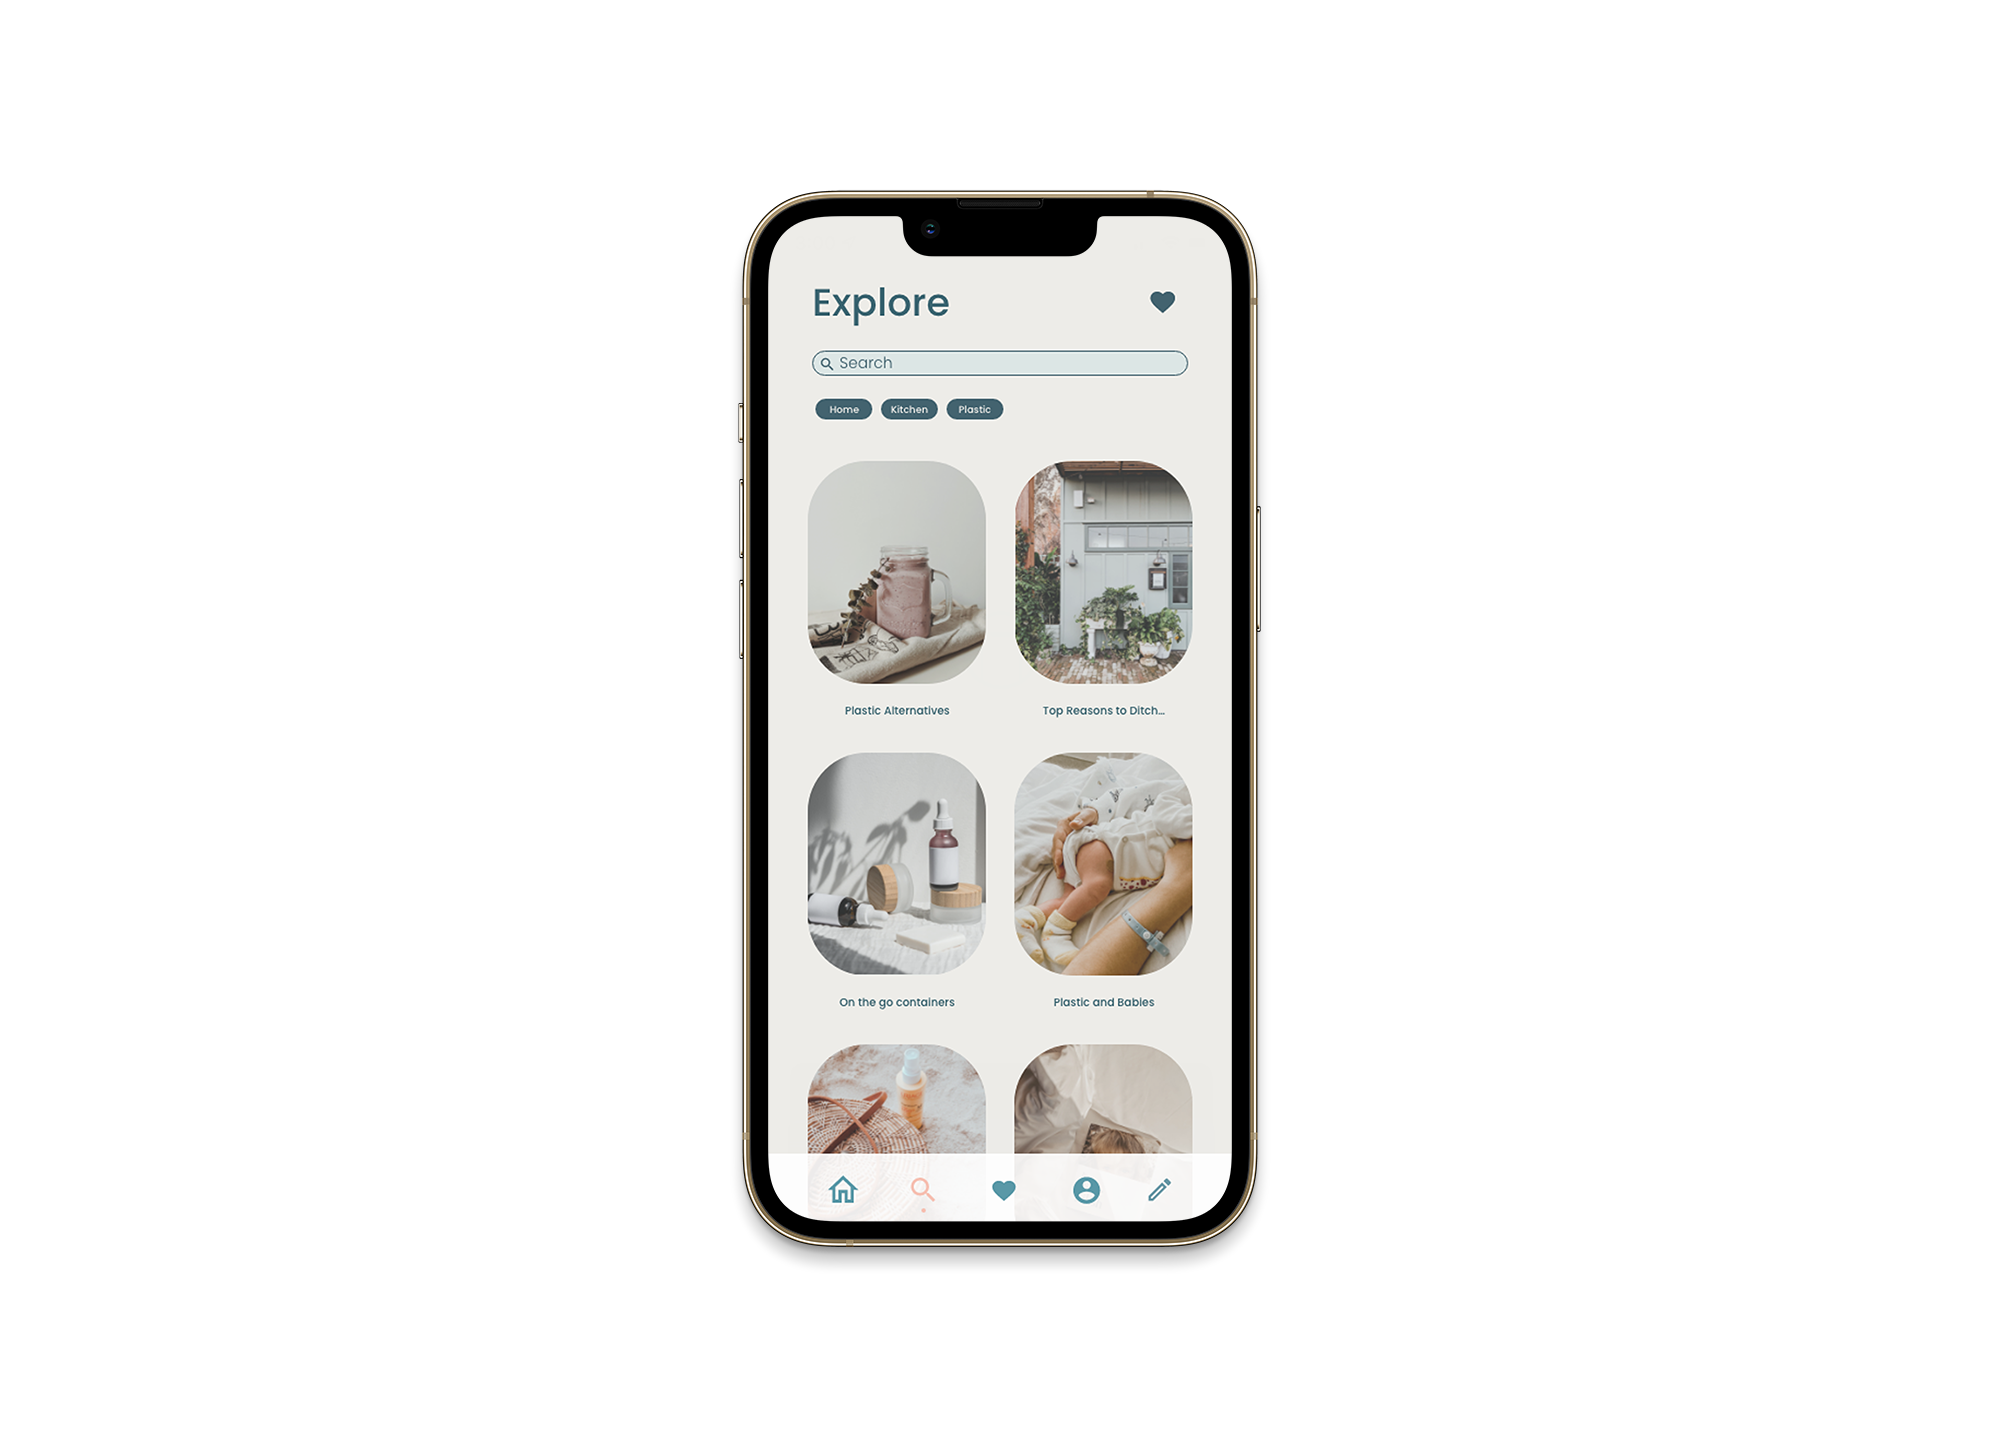 Explore
Search
Home Kitchen Plastic
Plastic Alternatives
Top Reasons to Ditch...
On the go containers
Plastic and Babies